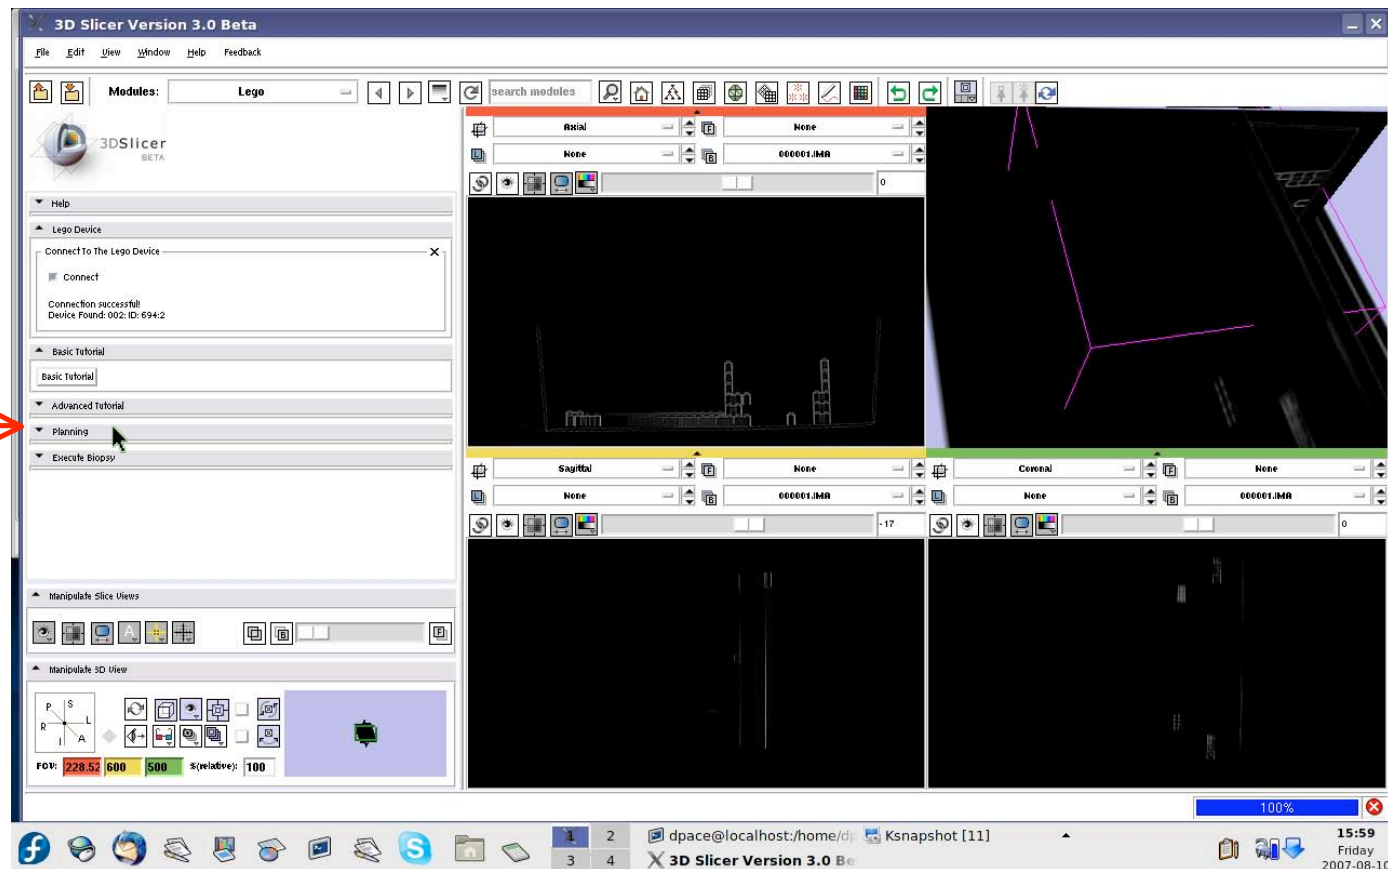 3D Slicer Version 3.0 Beta
File Edit View Window Help Feedback
Modules: Lego search modules
3DSlicer
BETA
Help
Lego Device
Connect To The Lego Device
Connect
Connection successful!
Device Found: 002: ID: 694:2
Basic Tutorial
Basic Tutorial
Advanced Tutorial
Planning
Execute Biopsy
Manipulate Slice Views
A
B
F
Manipulate 3D View
P S
R L
I A
FOV: 228.52 600 500 %(relative): 100
Axial F None
None B 000001.IMA
0
Sagittal F None
None B 000001.IMA
-17
Coronal F None
None B 000001.IMA
0
100%
1 2 dpace@localhost:/home/dp Ksnapshot [11]
3 4 3D Slicer Version 3.0 Be
15:59
Friday
2007-08-10